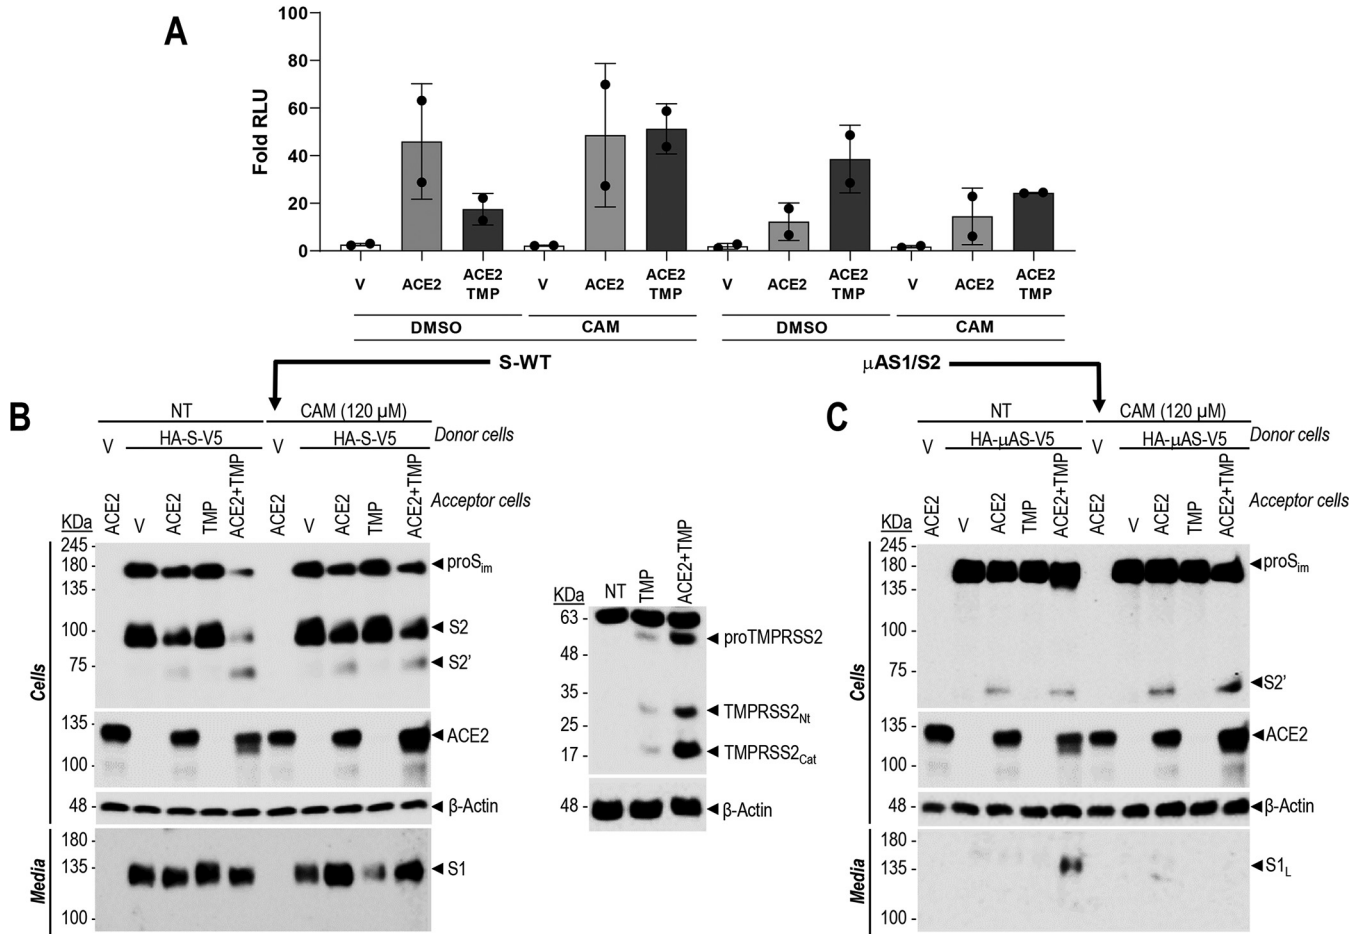 A
Fold RLU
100
80
60
40
20
0
V
ACE2
ACE2
TMP
V
ACE2
ACE2
TMP
V
ACE2
ACE2
TMP
V
ACE2
ACE2
TMP
DMSO
CAM
DMSO
CAM
S-WT
μAS1/S2
B
NT
CAM (120 μM)
V
HA-S-V5
V
HA-S-V5
Donor cells
ACE2
V
ACE2
TMP
ACE2+TMP
ACE2
V
ACE2
TMP
ACE2+TMP
Acceptor cells
KDa
245 -
180 -
135 -
100 -
75 -
proSim
S2
S2'
Cells
135 -
100 -
ACE2
48 -
β-Actin
Media
180 -
135 -
100 -
S1
KDa
NT
TMP
ACE2+TMP
63 -
48 -
35 -
25 -
17 -
proTMPRSS2
TMPRSS2Nt
TMPRSS2Cat
48 -
β-Actin
C
NT
CAM (120 μM)
V
HA-μAS-V5
V
HA-μAS-V5
Donor cells
ACE2
V
ACE2
TMP
ACE2+TMP
ACE2
V
ACE2
TMP
ACE2+TMP
Acceptor cells
KDa
245 -
180 -
135 -
100 -
75 -
proSim
S2'
Cells
135 -
100 -
ACE2
48 -
β-Actin
Media
180 -
135 -
100 -
S1L